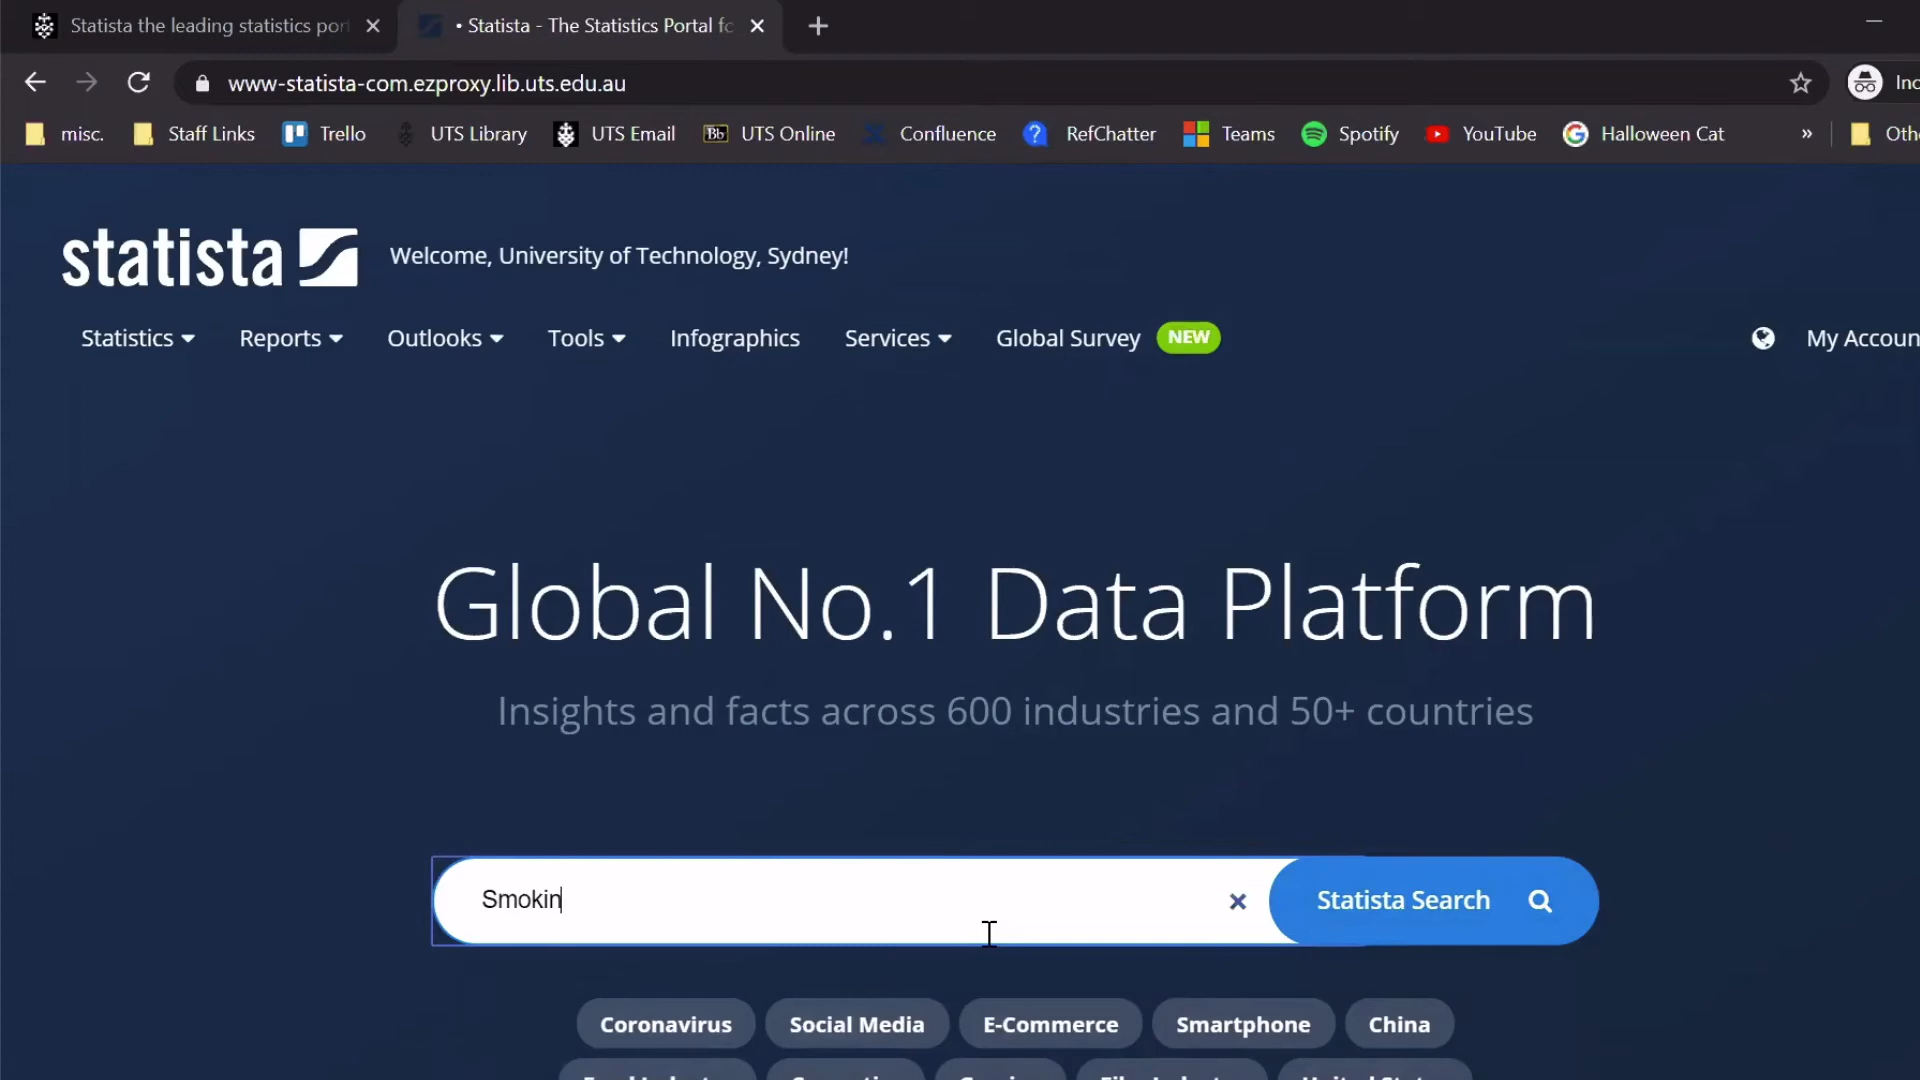 Statista the leading statistics por
• Statista - The Statistics Portal fo
www-statista-com.ezproxy.lib.uts.edu.au
Inc
misc. Staff Links Trello UTS Library UTS Email Bb UTS Online Confluence RefChatter Teams Spotify YouTube Halloween Cat » Oth
statista Welcome, University of Technology, Sydney!
Statistics Reports Outlooks Tools Infographics Services Global Survey NEW My Accoun
Global No.1 Data Platform
Insights and facts across 600 industries and 50+ countries
Smokin Statista Search
Coronavirus Social Media E-Commerce Smartphone China